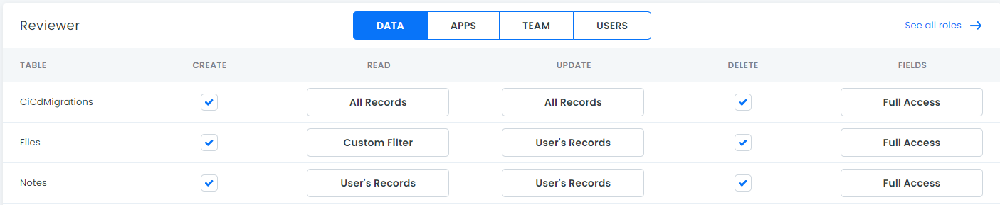 Reviewer DATA APPS TEAM USERS See all roles
TABLE CREATE READ UPDATE DELETE FIELDS
CiCdMigrations All Records All Records Full Access
Files Custom Filter User's Records Full Access
Notes User's Records User's Records Full Access